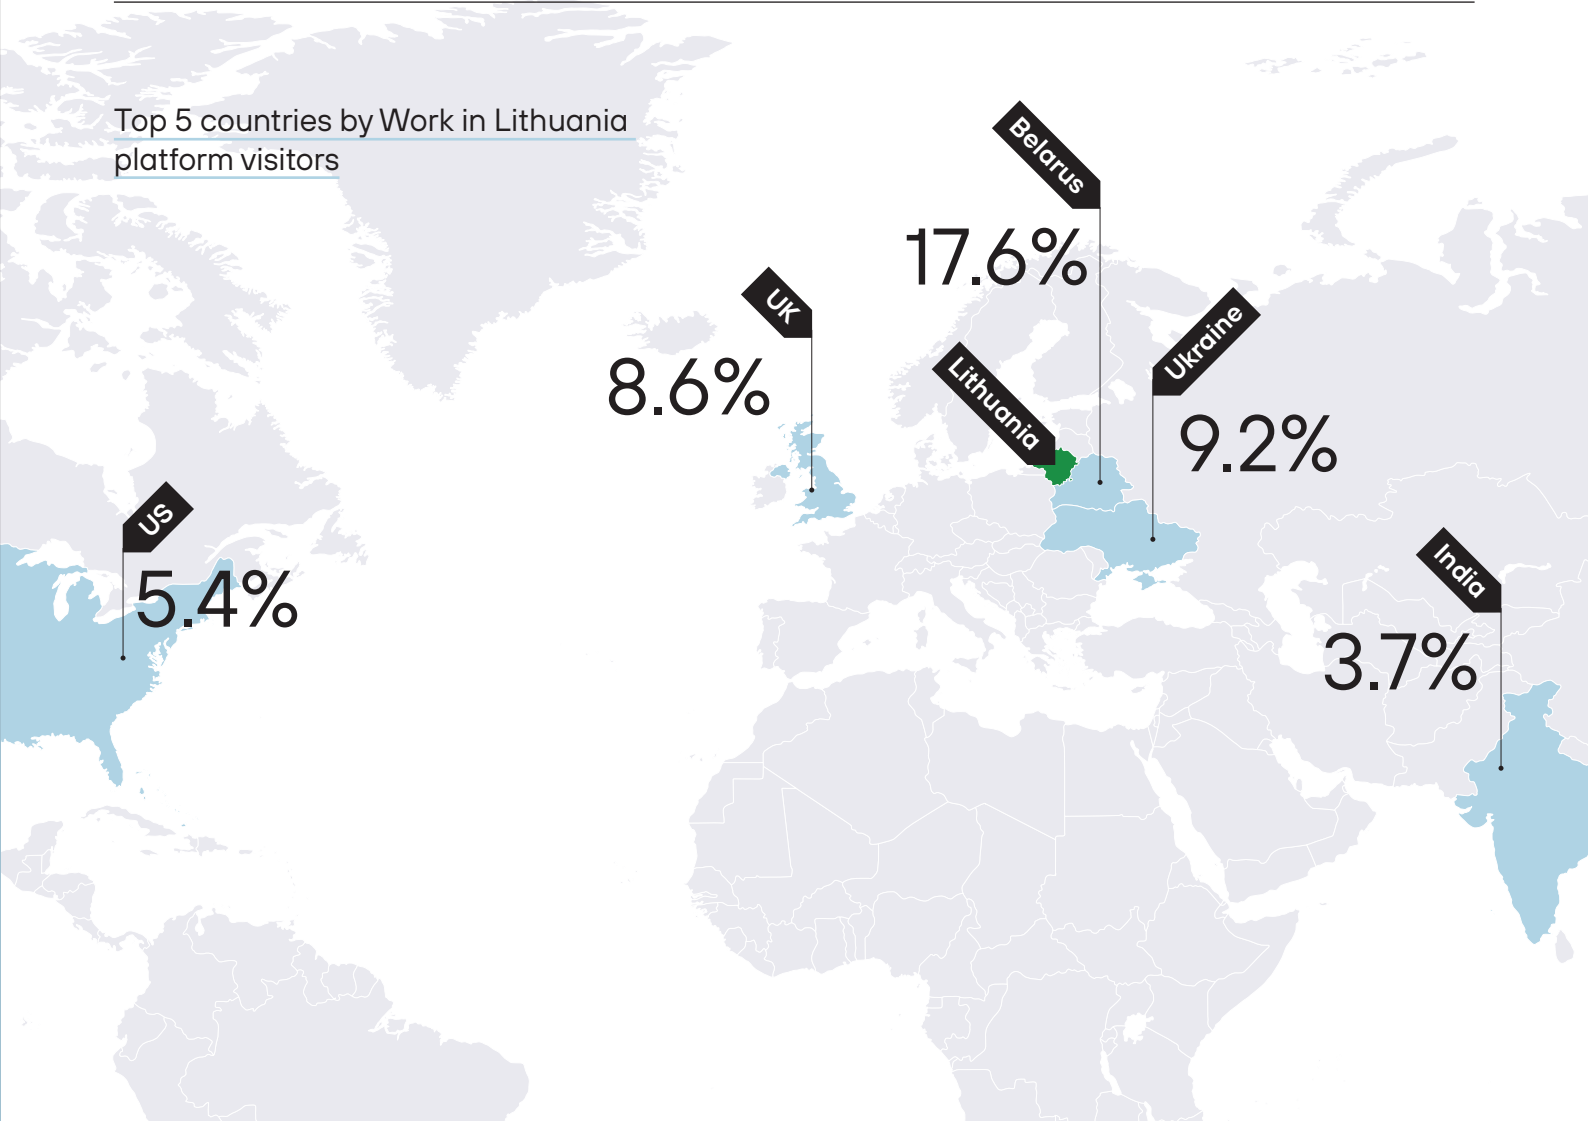 Top 5 countries by Work in Lithuania
platform visitors
Belarus
17.6%
UK
8.6%
Ukraine
9.2%
Lithuania
US
5.4%
India
3.7%